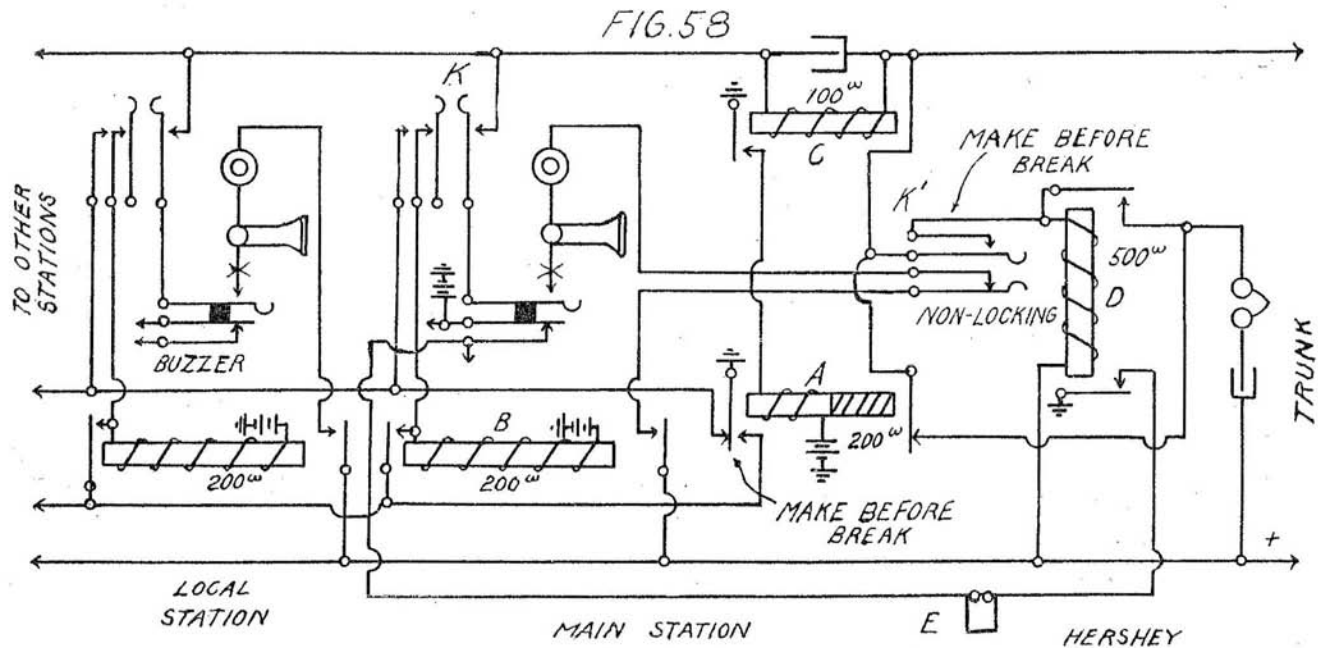 FIG. 58
K
100ω
C
MAKE BEFORE
BREAK
K'
TO OTHER
STATIONS
500ω
D
NON-LOCKING
BUZZER
A
B
200ω
200ω
200ω
MAKE BEFORE
BREAK
TRUNK
+
LOCAL
STATION
MAIN STATION
E
HERSHEY